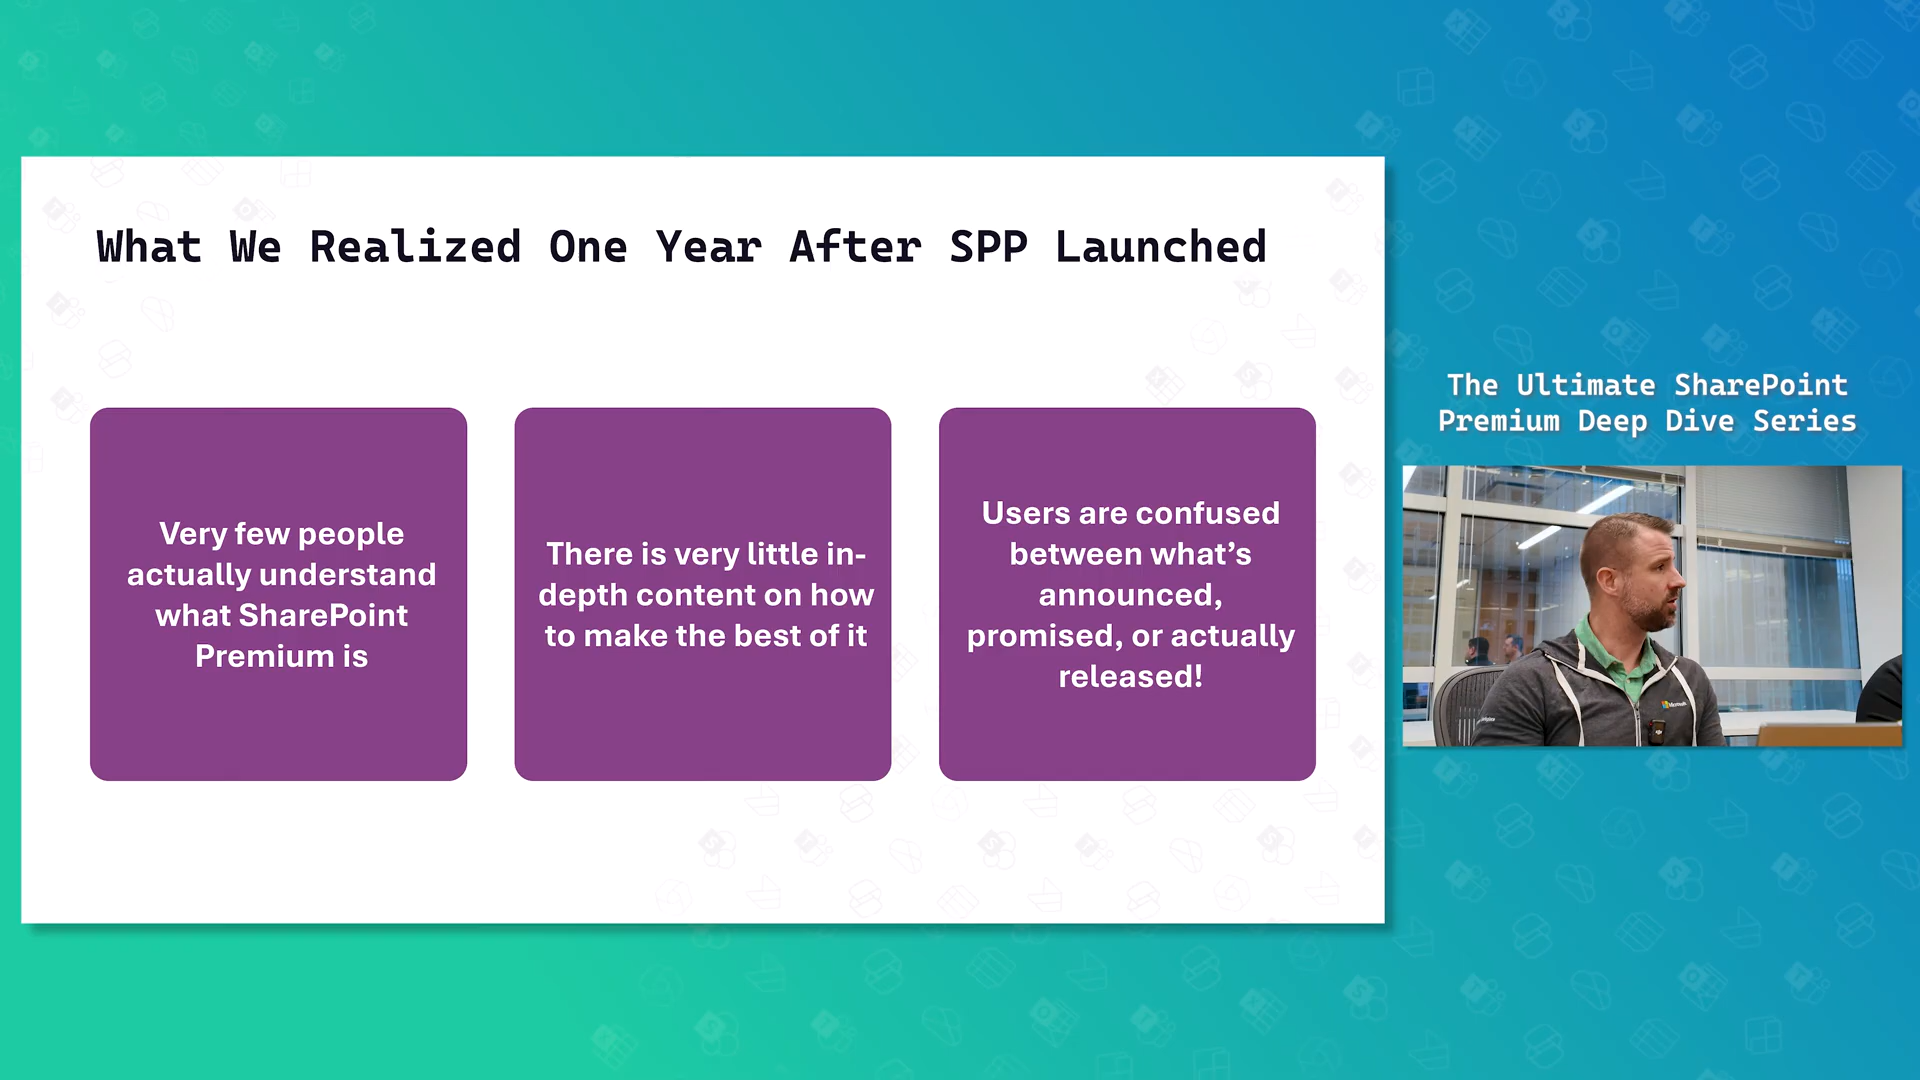 What We Realized One Year After SPP Launched
Very few people
actually understand
what SharePoint
Premium is
There is very little in-
depth content on how
to make the best of it
Users are confused
between what's
announced,
promised, or actually
released!
The Ultimate SharePoint
Premium Deep Dive Series
Microsoft